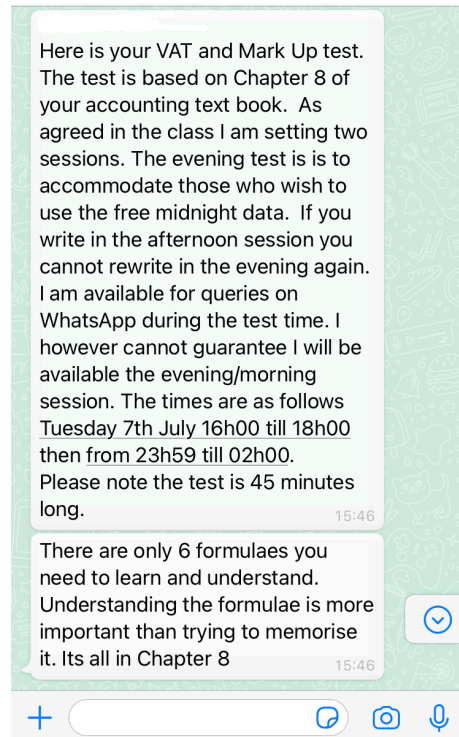 Here is your VAT and Mark Up test.
The test is based on Chapter 8 of
your accounting text book.  As
agreed in the class I am setting two
sessions. The evening test is is to
accommodate those who wish to
use the free midnight data.  If you
write in the afternoon session you
cannot rewrite in the evening again.
I am available for queries on
WhatsApp during the test time. I
however cannot guarantee I will be
available the evening/morning
session. The times are as follows
Tuesday 7th July 16h00 till 18h00
then from 23h59 till 02h00.
Please note the test is 45 minutes
long.
15:46
There are only 6 formulaes you
need to learn and understand.
Understanding the formulae is more
important than trying to memorise
it. Its all in Chapter 8
15:46